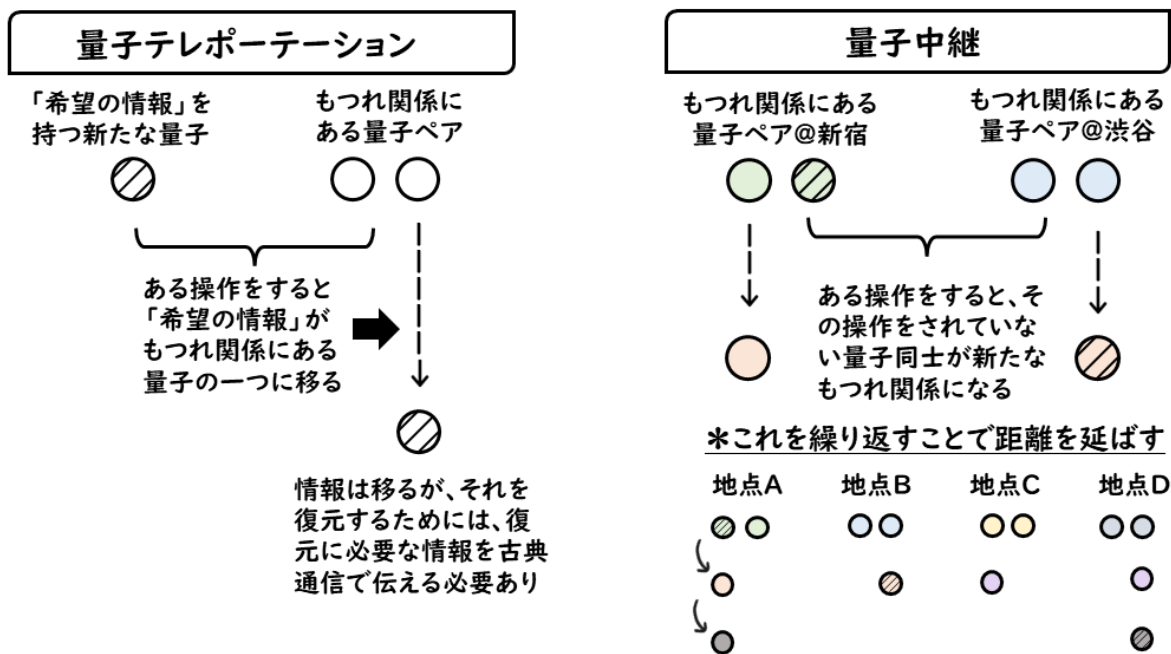 量子テレポーテーション
「希望の情報」を
持つ新たな量子
もつれ関係に
ある量子ペア
ある操作をすると
「希望の情報」が
もつれ関係にある
量子の一つに移る
情報は移るが、それを
復元するためには、復
元に必要な情報を古典
通信で伝える必要あり
量子中継
もつれ関係にある
量子ペア@新宿
もつれ関係にある
量子ペア@渋谷
ある操作をすると、そ
の操作をされていな
い量子同士が新たな
もつれ関係になる
*これを繰り返すことで距離を延ばす
地点A
地点B
地点C
地点D